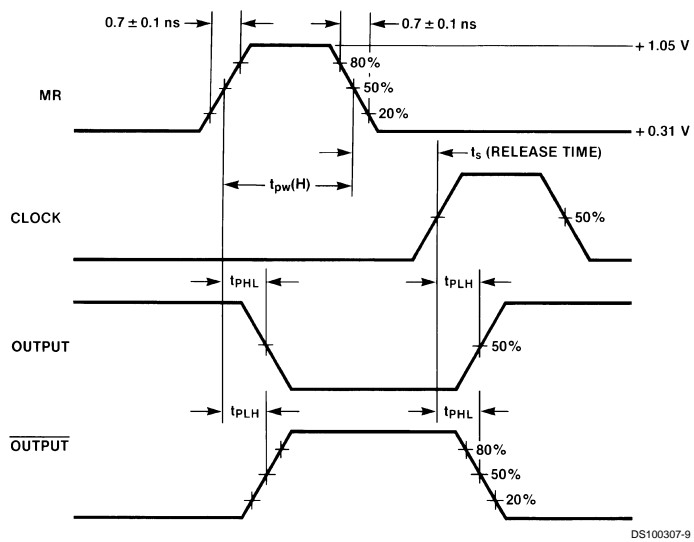 0.7 ± 0.1 ns
0.7 ± 0.1 ns
+ 1.05 V
80%
MR
50%
20%
+ 0.31 V
ts (RELEASE TIME)
tpw(H)
CLOCK
50%
tPHL
tPLH
OUTPUT
50%
tPLH
tPHL
OUTPUT
80%
50%
20%
DS100307-9